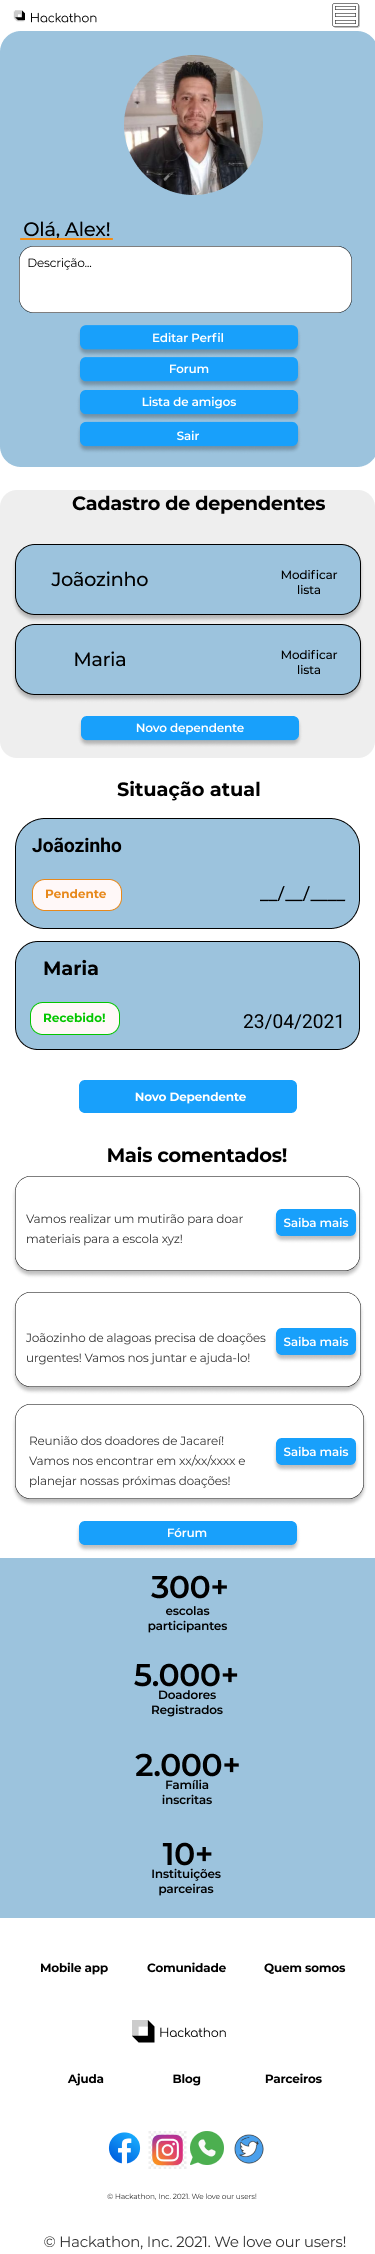 Hackathon
Olá, Alex!
Descrição...
Editar Perfil
Forum
Lista de amigos
Sair
Cadastro de dependentes
Joãozinho
Modificar
lista
Maria
Modificar
lista
Novo dependente
Situação atual
Joãozinho
Pendente
__/__/____
Maria
Recebido!
23/04/2021
Novo Dependente
Mais comentados!
Vamos realizar um mutirão para doar
materiais para a escola xyz!
Saiba mais
Joãozinho de alagoas precisa de doações
urgentes! Vamos nos juntar e ajuda-lo!
Saiba mais
Reunião dos doadores de Jacareí!
Vamos nos encontrar em xx/xx/xxxx e
planejar nossas próximas doações!
Saiba mais
Fórum
300+
escolas
participantes
5.000+
Doadores
Registrados
2.000+
Família
inscritas
10+
Instituições
parceiras
Mobile app
Comunidade
Quem somos
Hackathon
Ajuda
Blog
Parceiros
© Hackathon, Inc. 2021. We love our users!
© Hackathon, Inc. 2021. We love our users!